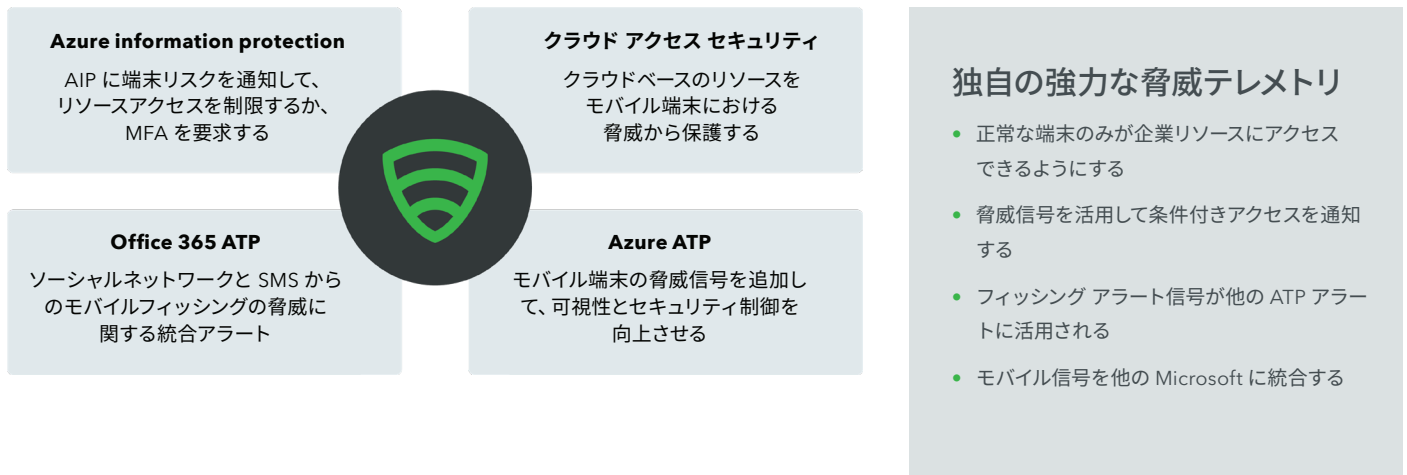 Azure information protection
AIP に端末リスクを通知して、
リソースアクセスを制限するか、
MFA を要求する
クラウド アクセス セキュリティ
クラウドベースのリソースを
モバイル端末における
脅威から保護する
Office 365 ATP
ソーシャルネットワークと SMS から
のモバイルフィッシングの脅威に
関する統合アラート
Azure ATP
モバイル端末の脅威信号を追加し
て、可視性とセキュリティ制御を
向上させる
独自の強力な脅威テレメトリ
• 正常な端末のみが企業リソースにアクセス
できるようにする
• 脅威信号を活用して条件付きアクセスを通知
する
• フィッシング アラート信号が他の ATP アラー
トに活用される
• モバイル信号を他の Microsoft に統合する